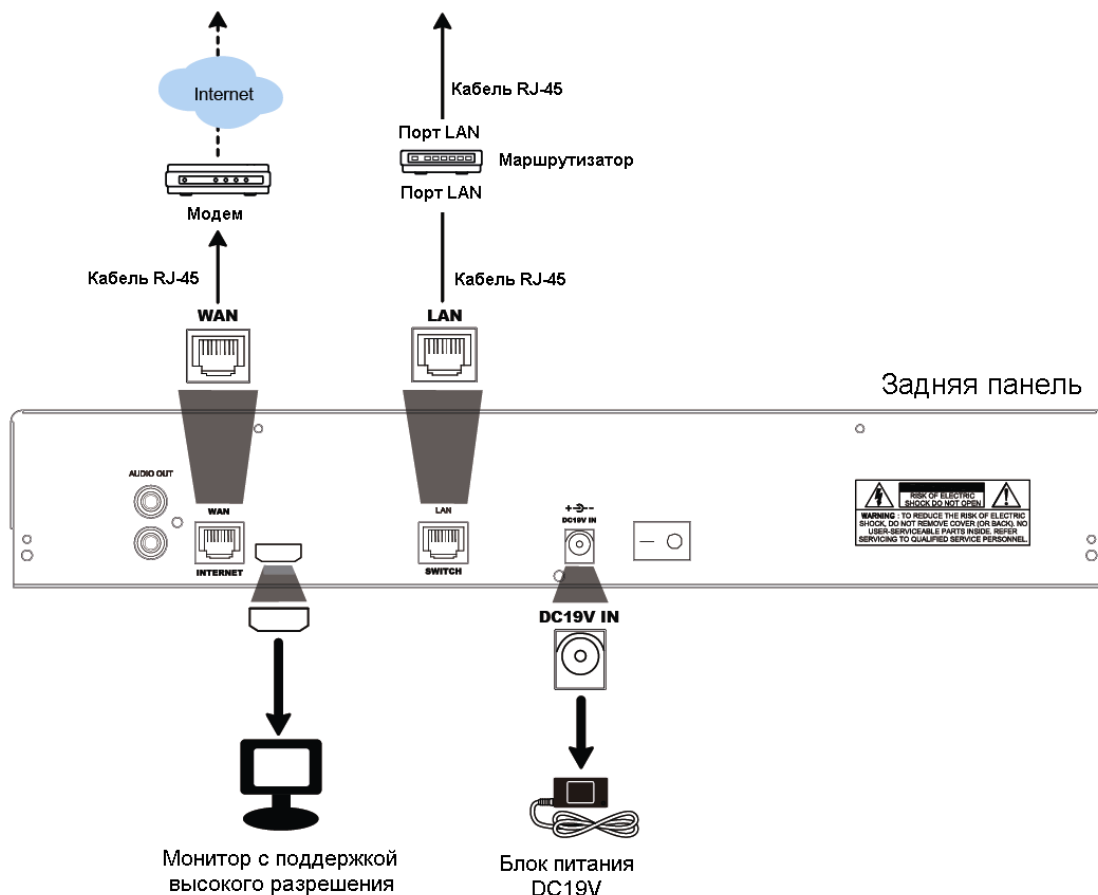 Internet
Кабель RJ-45
Порт LAN
Маршрутизатор
Порт LAN
Модем
Кабель RJ-45
Кабель RJ-45
WAN
LAN
Задняя панель
AUDIO OUT
WAN
INTERNET
LAN
SWITCH
DC19V IN
RISK OF ELECTRIC
SHOCK DO NOT OPEN
WARNING : TO REDUCE THE RISK OF ELECTRIC
SHOCK, DO NOT REMOVE COVER (OR BACK). NO
USER-SERVICEABLE PARTS INSIDE. REFER
SERVICING TO QUALIFIED SERVICE PERSONNEL.
DC19V IN
Монитор с поддержкой
высокого разрешения
Блок питания
DC19V